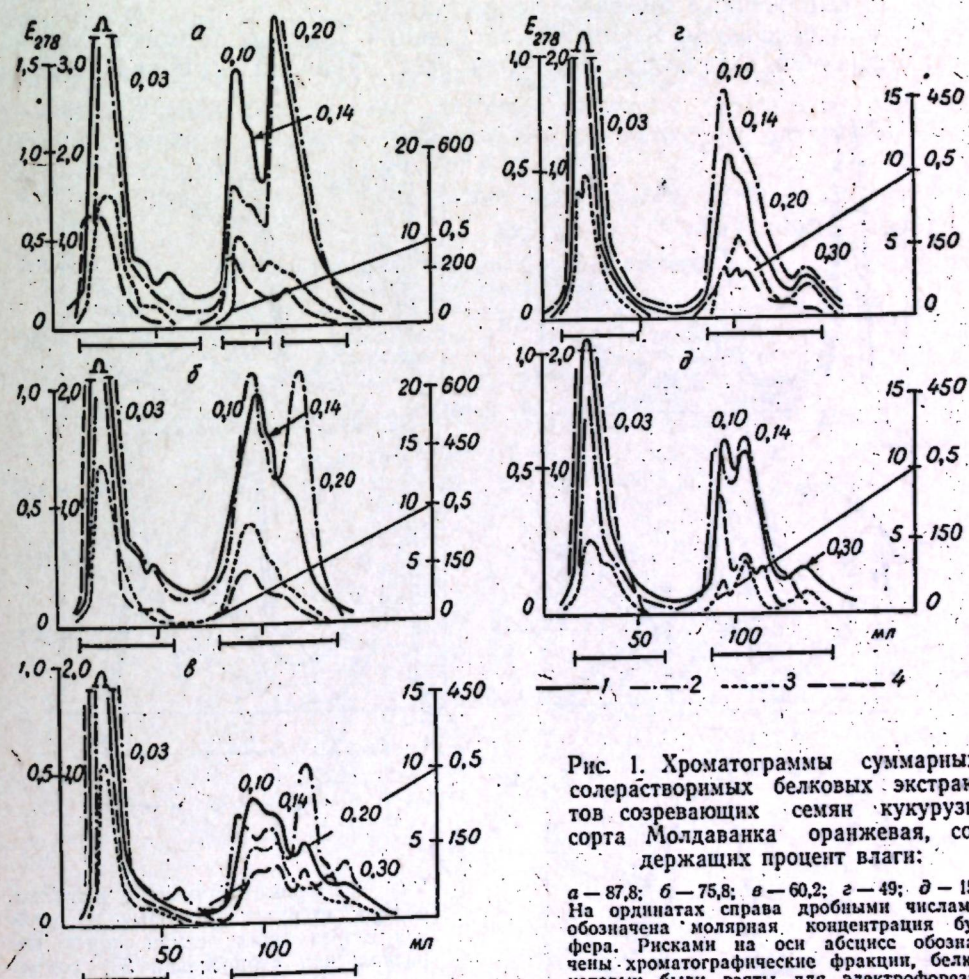 E278
а
1,5 3,0
0,03
0,10
0,20
0,14
1,0 2,0
20 600
0,5 1,0
10 0,5
200
0
0
б
1,0 2,0
0,03
0,10
0,14
20 600
15 450
0,20
0,5 1,0
10 0,5
5 150
0
0
в
1,0 2,0
15 450
0,03
0,5 1,0
0,10
0,14
0,20
10 0,5
5 150
0,30
0
0
50 100 мл
E278
г
1,0 2,0
0,03
0,10
0,14
15 450
0,5 1,0
10 0,5
0,20
0,30
5 150
0
0
д
1,0 2,0
0,03
0,10
0,14
15 450
0,5 1,0
10 0,5
5 150
0,30
0
0
50 100 мл
1 2 3 4
Рис. 1. Хроматограммы суммарны
солерастворимых белковых экстрак
тов созревающих семян кукуруз
сорта Молдаванка оранжевая, со
держащих процент влаги:
а — 87,8; б — 75,8; в — 60,2; г — 49; д —
На ординатах справа дробными числам
обозначена молярная концентрация бу
фера. Рисками на оси абсцисс обозна
чены хроматографические фракции, белк